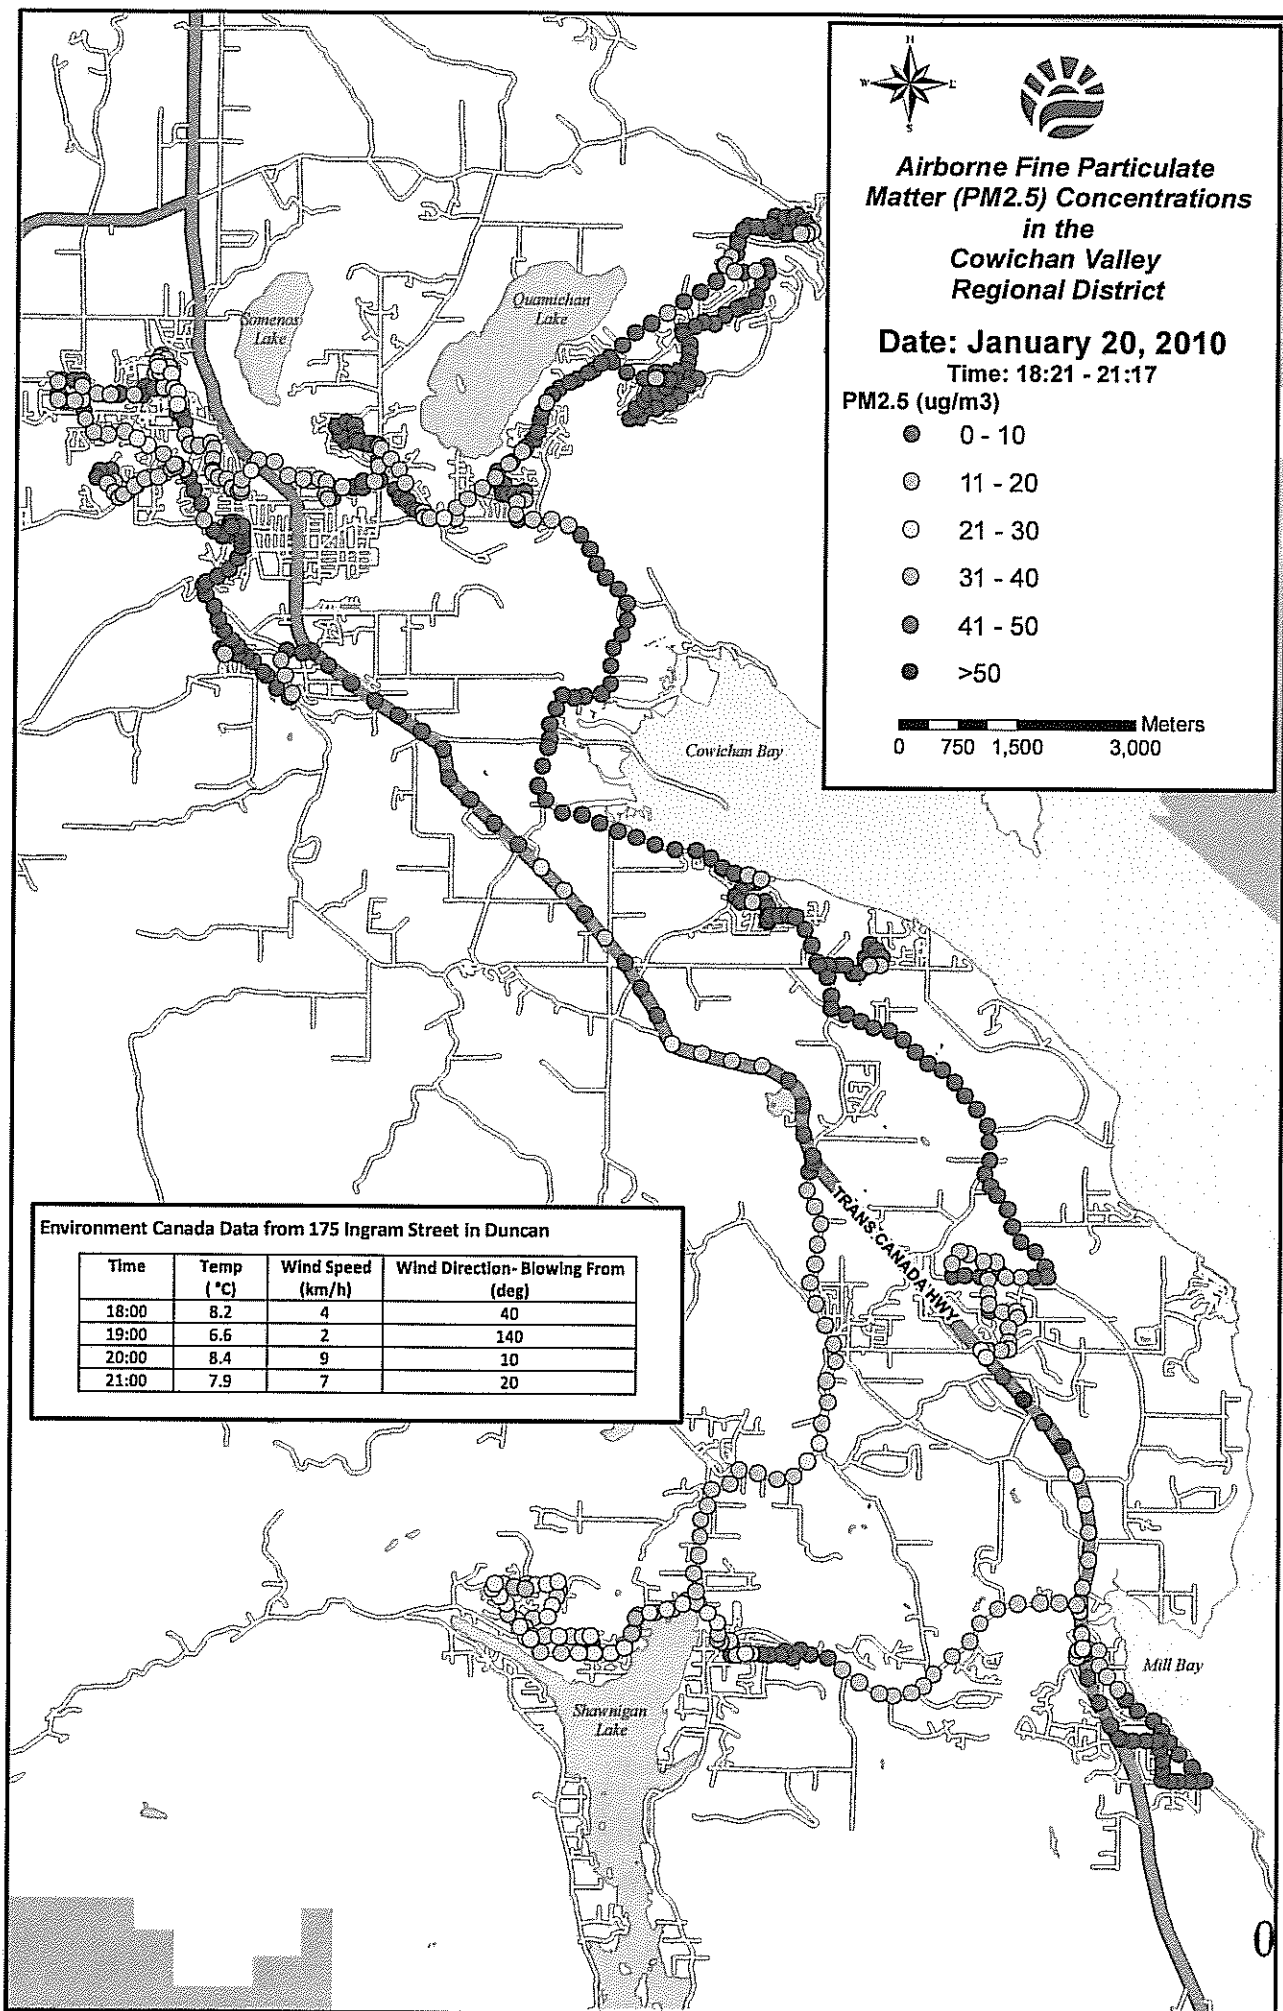 N
W
E
S
Airborne Fine Particulate
Matter (PM2.5) Concentrations
in the
Cowichan Valley
Regional District
Date: January 20, 2010
Time: 18:21 - 21:17
PM2.5 (ug/m3)
0 - 10
11 - 20
21 - 30
31 - 40
41 - 50
>50
Meters
0 750 1,500 3,000
Somenos
Lake
Quamichan
Lake
Cowichan Bay
TRANS CANADA HWY
Environment Canada Data from 175 Ingram Street in Duncan
Time Temp Wind Speed Wind Direction- Blowing From
(°C) (km/h) (deg)
18:00 8.2 4 40
19:00 6.6 2 140
20:00 8.4 9 10
21:00 7.9 7 20
Mill Bay
Shawnigan
Lake
0